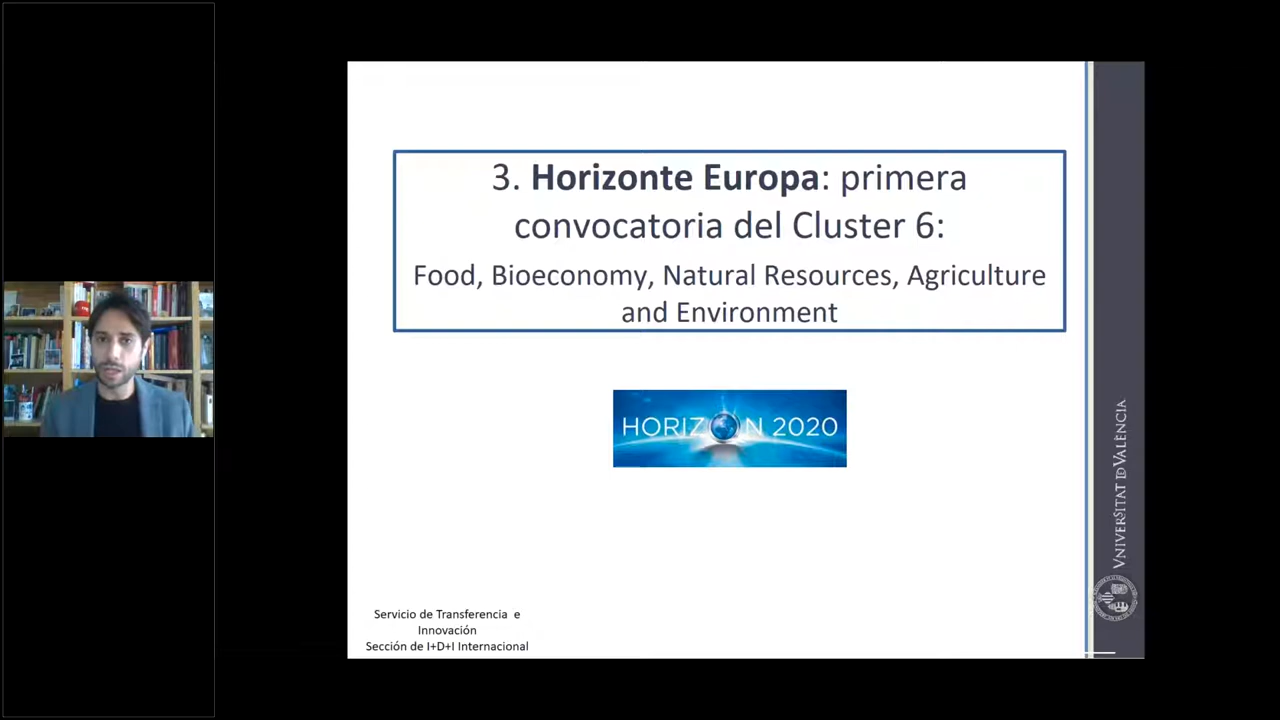 3. Horizonte Europa: primera
convocatoria del Cluster 6:
Food, Bioeconomy, Natural Resources, Agriculture
and Environment
HORIZON 2020
Servicio de Transferencia e
Innovación
Sección de I+D+I Internacional
VNIVERSITAT ID VALÈNCIA